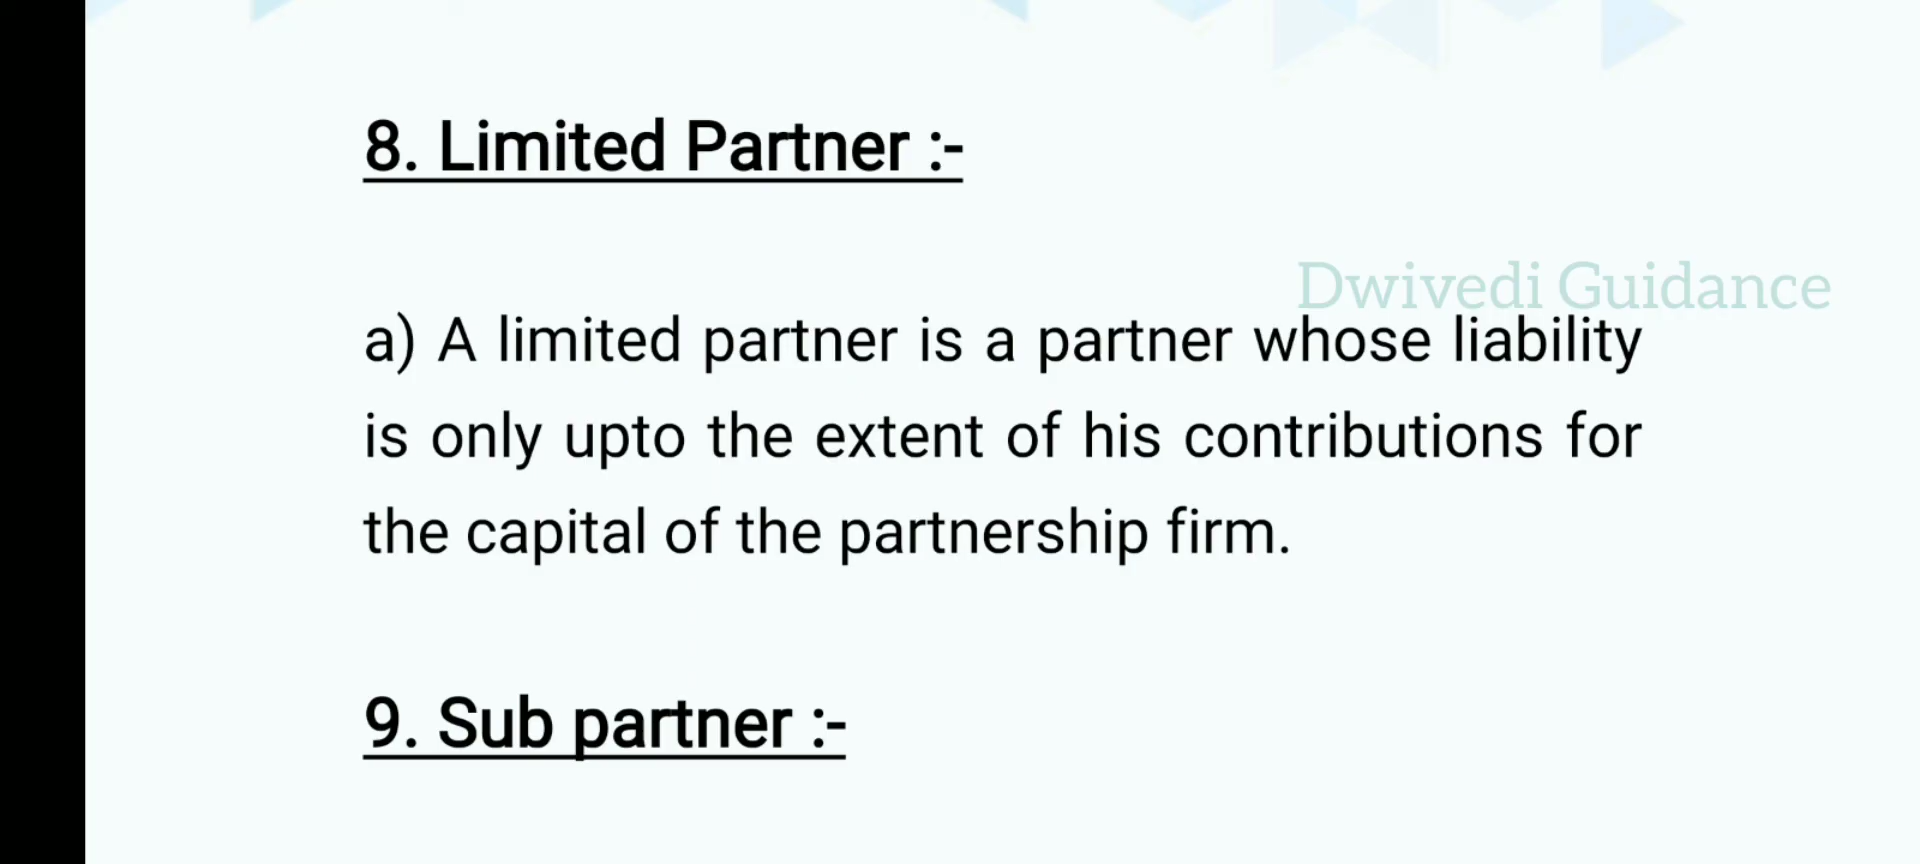 8. Limited Partner :-
Dwivedi Guidance
a) A limited partner is a partner whose liability
is only upto the extent of his contributions for
the capital of the partnership firm.
9. Sub partner :-